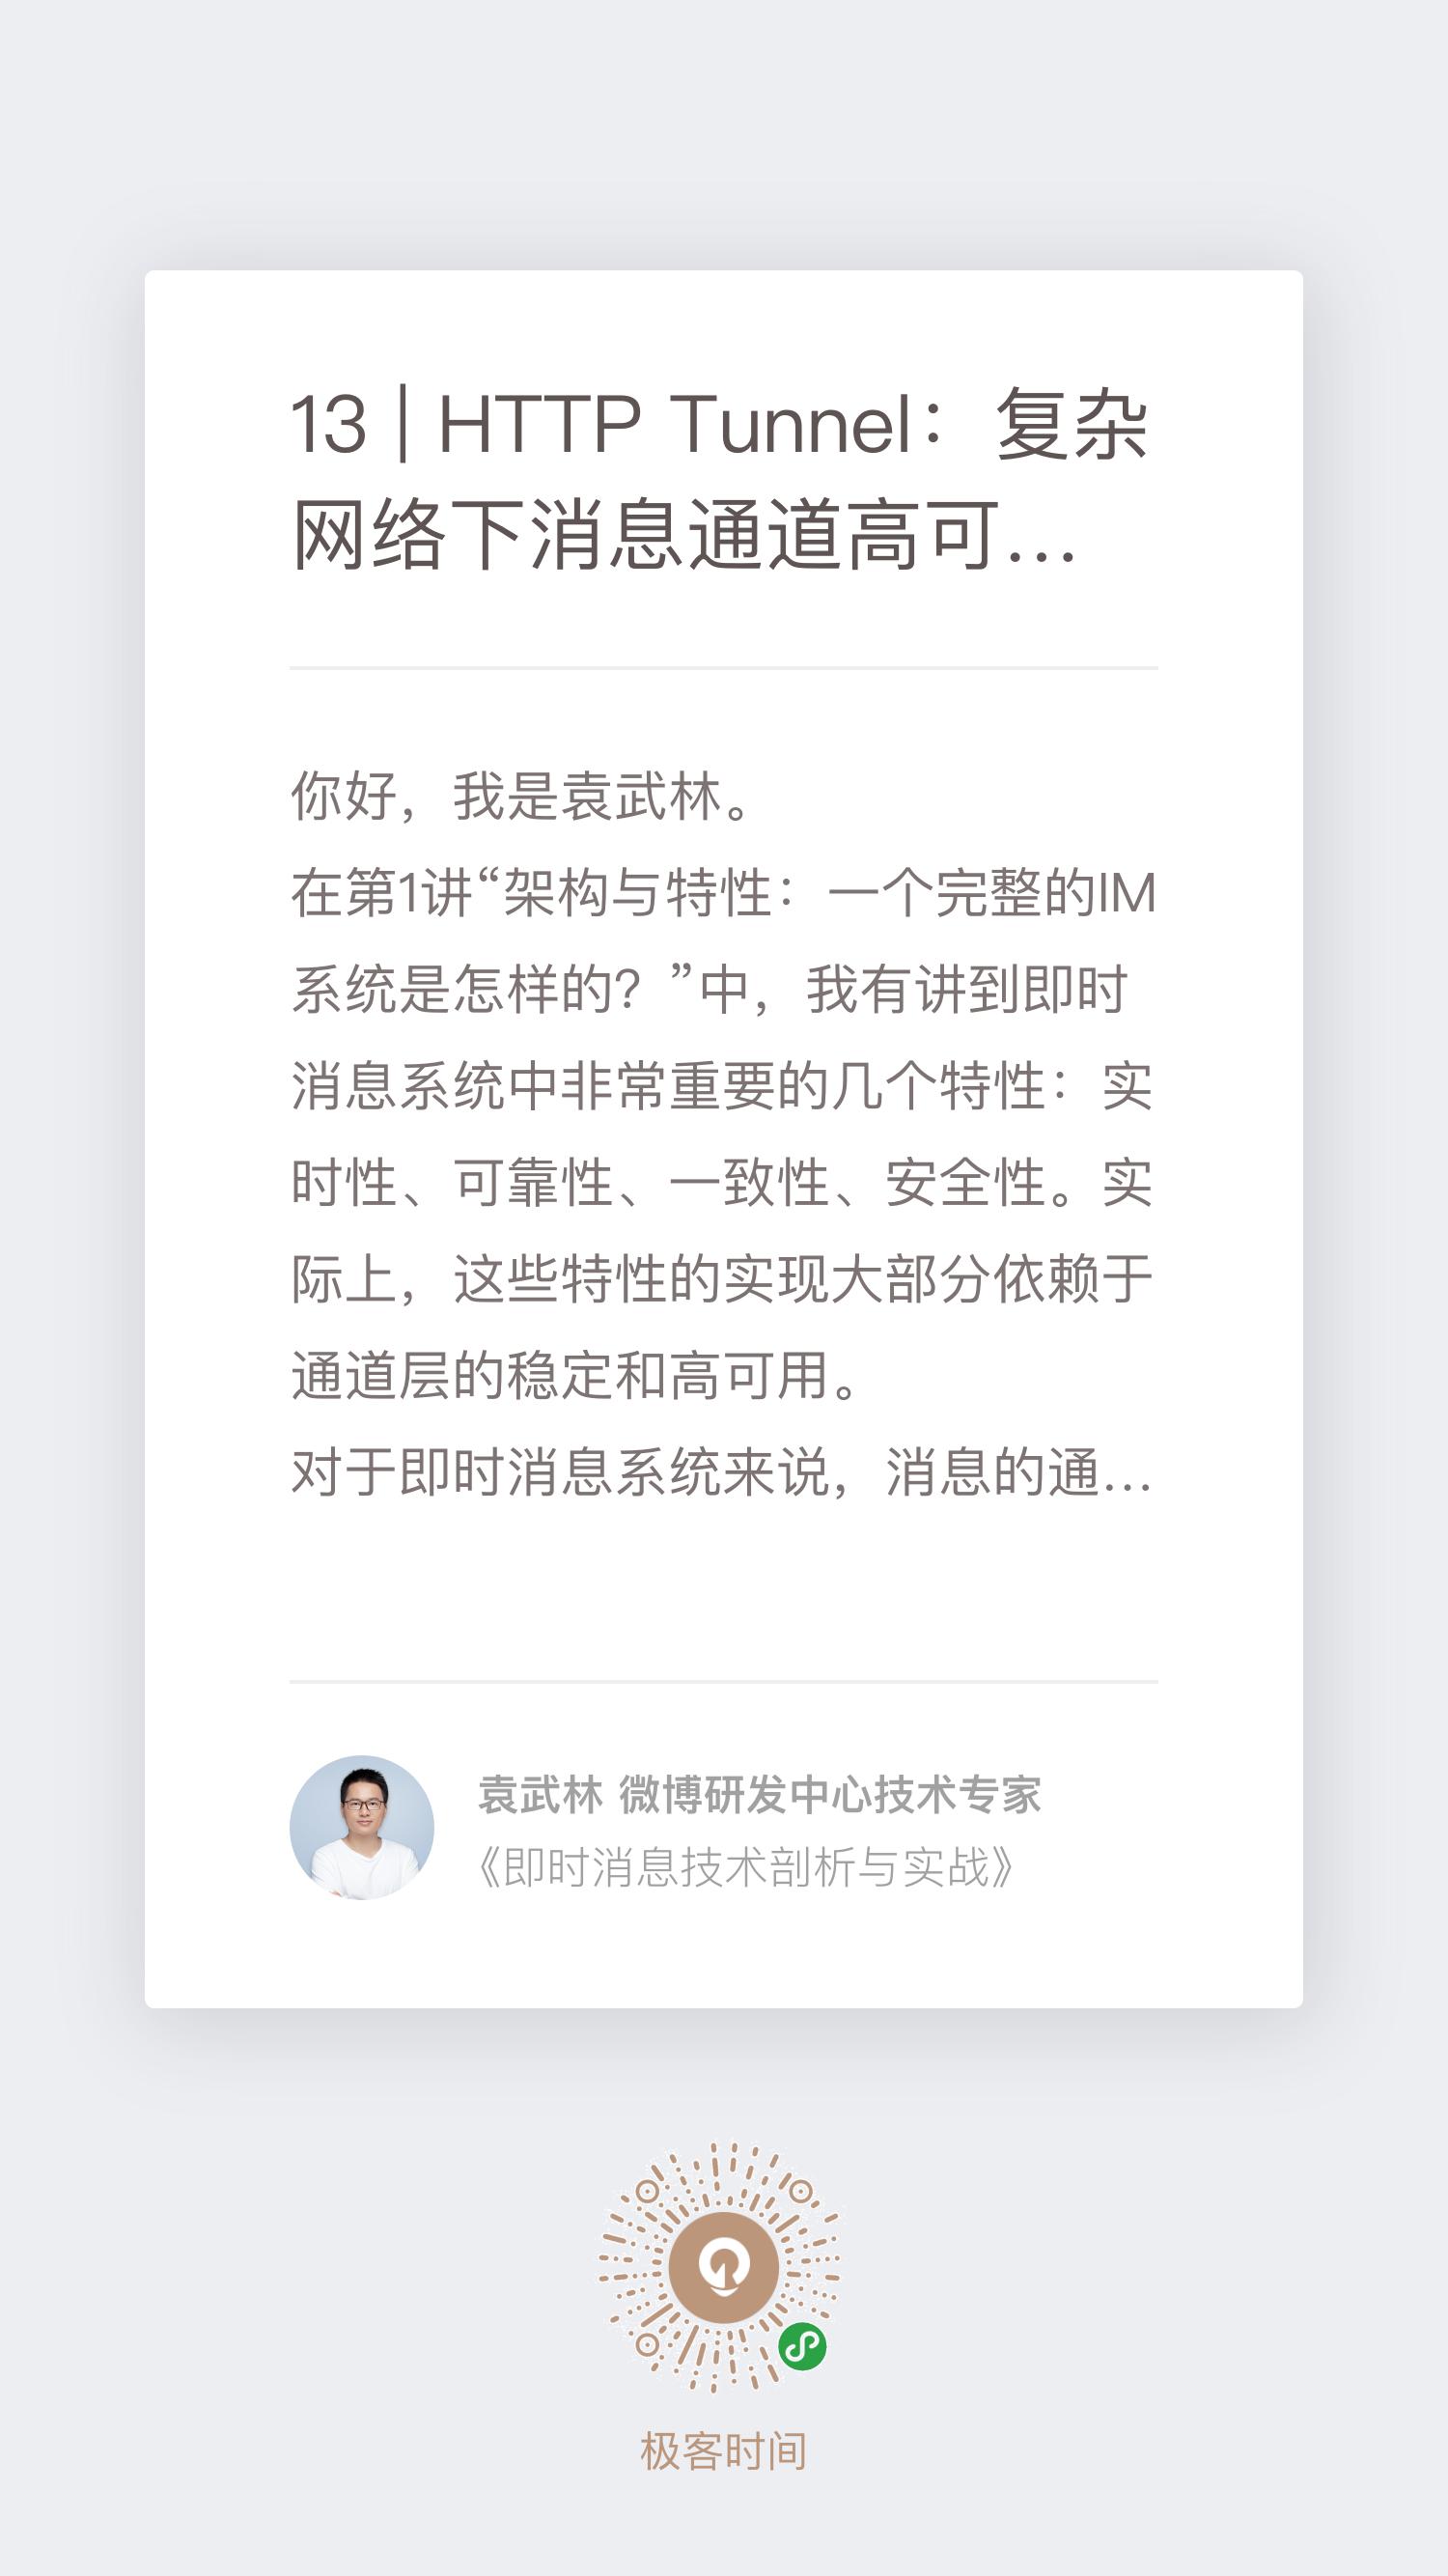 13 | HTTP Tunnel：复杂
网络下消息通道高可...
你好，我是袁武林。
在第1讲“架构与特性：一个完整的IM
系统是怎样的？”中，我有讲到即时
消息系统中非常重要的几个特性：实
时性、可靠性、一致性、安全性。实
际上，这些特性的实现大部分依赖于
通道层的稳定和高可用。
对于即时消息系统来说，消息的通...
袁武林 微博研发中心技术专家
《即时消息技术剖析与实战》
极客时间